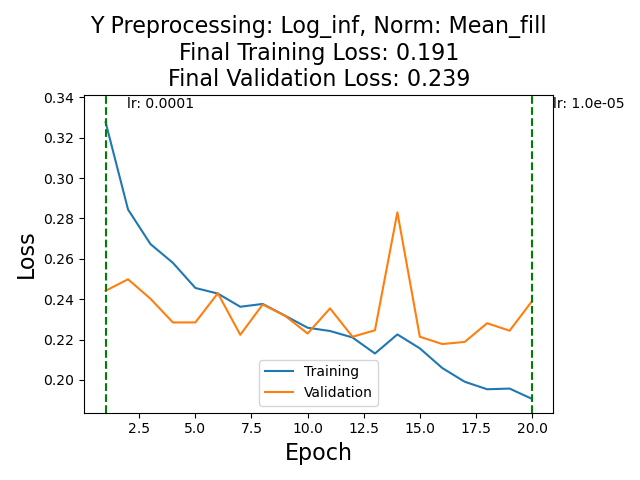 Y Preprocessing: Log_inf, Norm: Mean_fill
Final Training Loss: 0.191
Final Validation Loss: 0.239
lr: 0.0001
lr: 1.0e-05
0.34
0.32
0.30
0.28
0.26
0.24
0.22
0.20
Loss
Training
Validation
2.5 5.0 7.5 10.0 12.5 15.0 17.5 20.0
Epoch